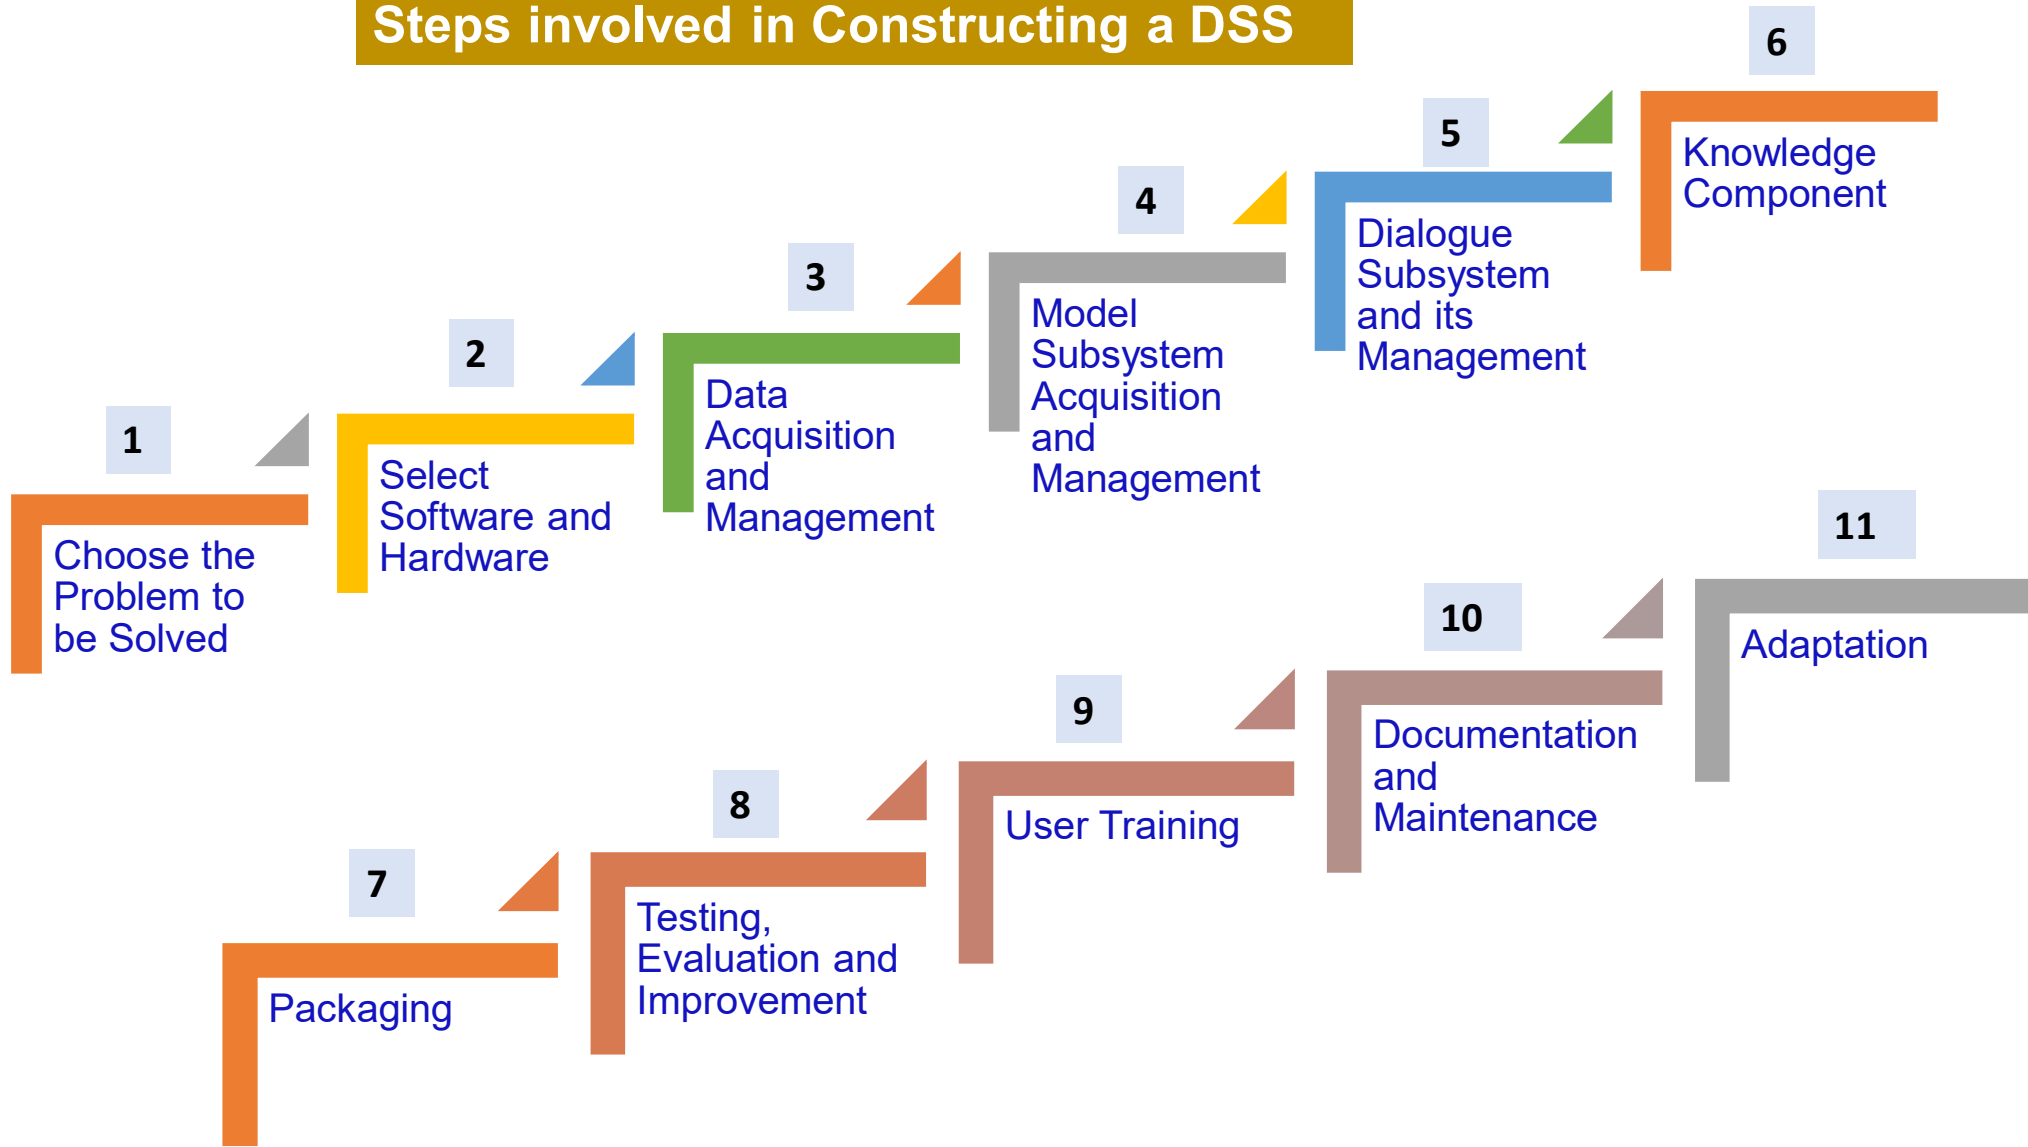 Steps involved in Constructing a DSS
1
Choose the
Problem to
be Solved
2
Select
Software and
Hardware
3
Data
Acquisition
and
Management
4
Model
Subsystem
Acquisition
and
Management
5
Dialogue
Subsystem
and its
Management
6
Knowledge
Component
7
Packaging
8
Testing,
Evaluation and
Improvement
9
User Training
10
Documentation
and
Maintenance
11
Adaptation